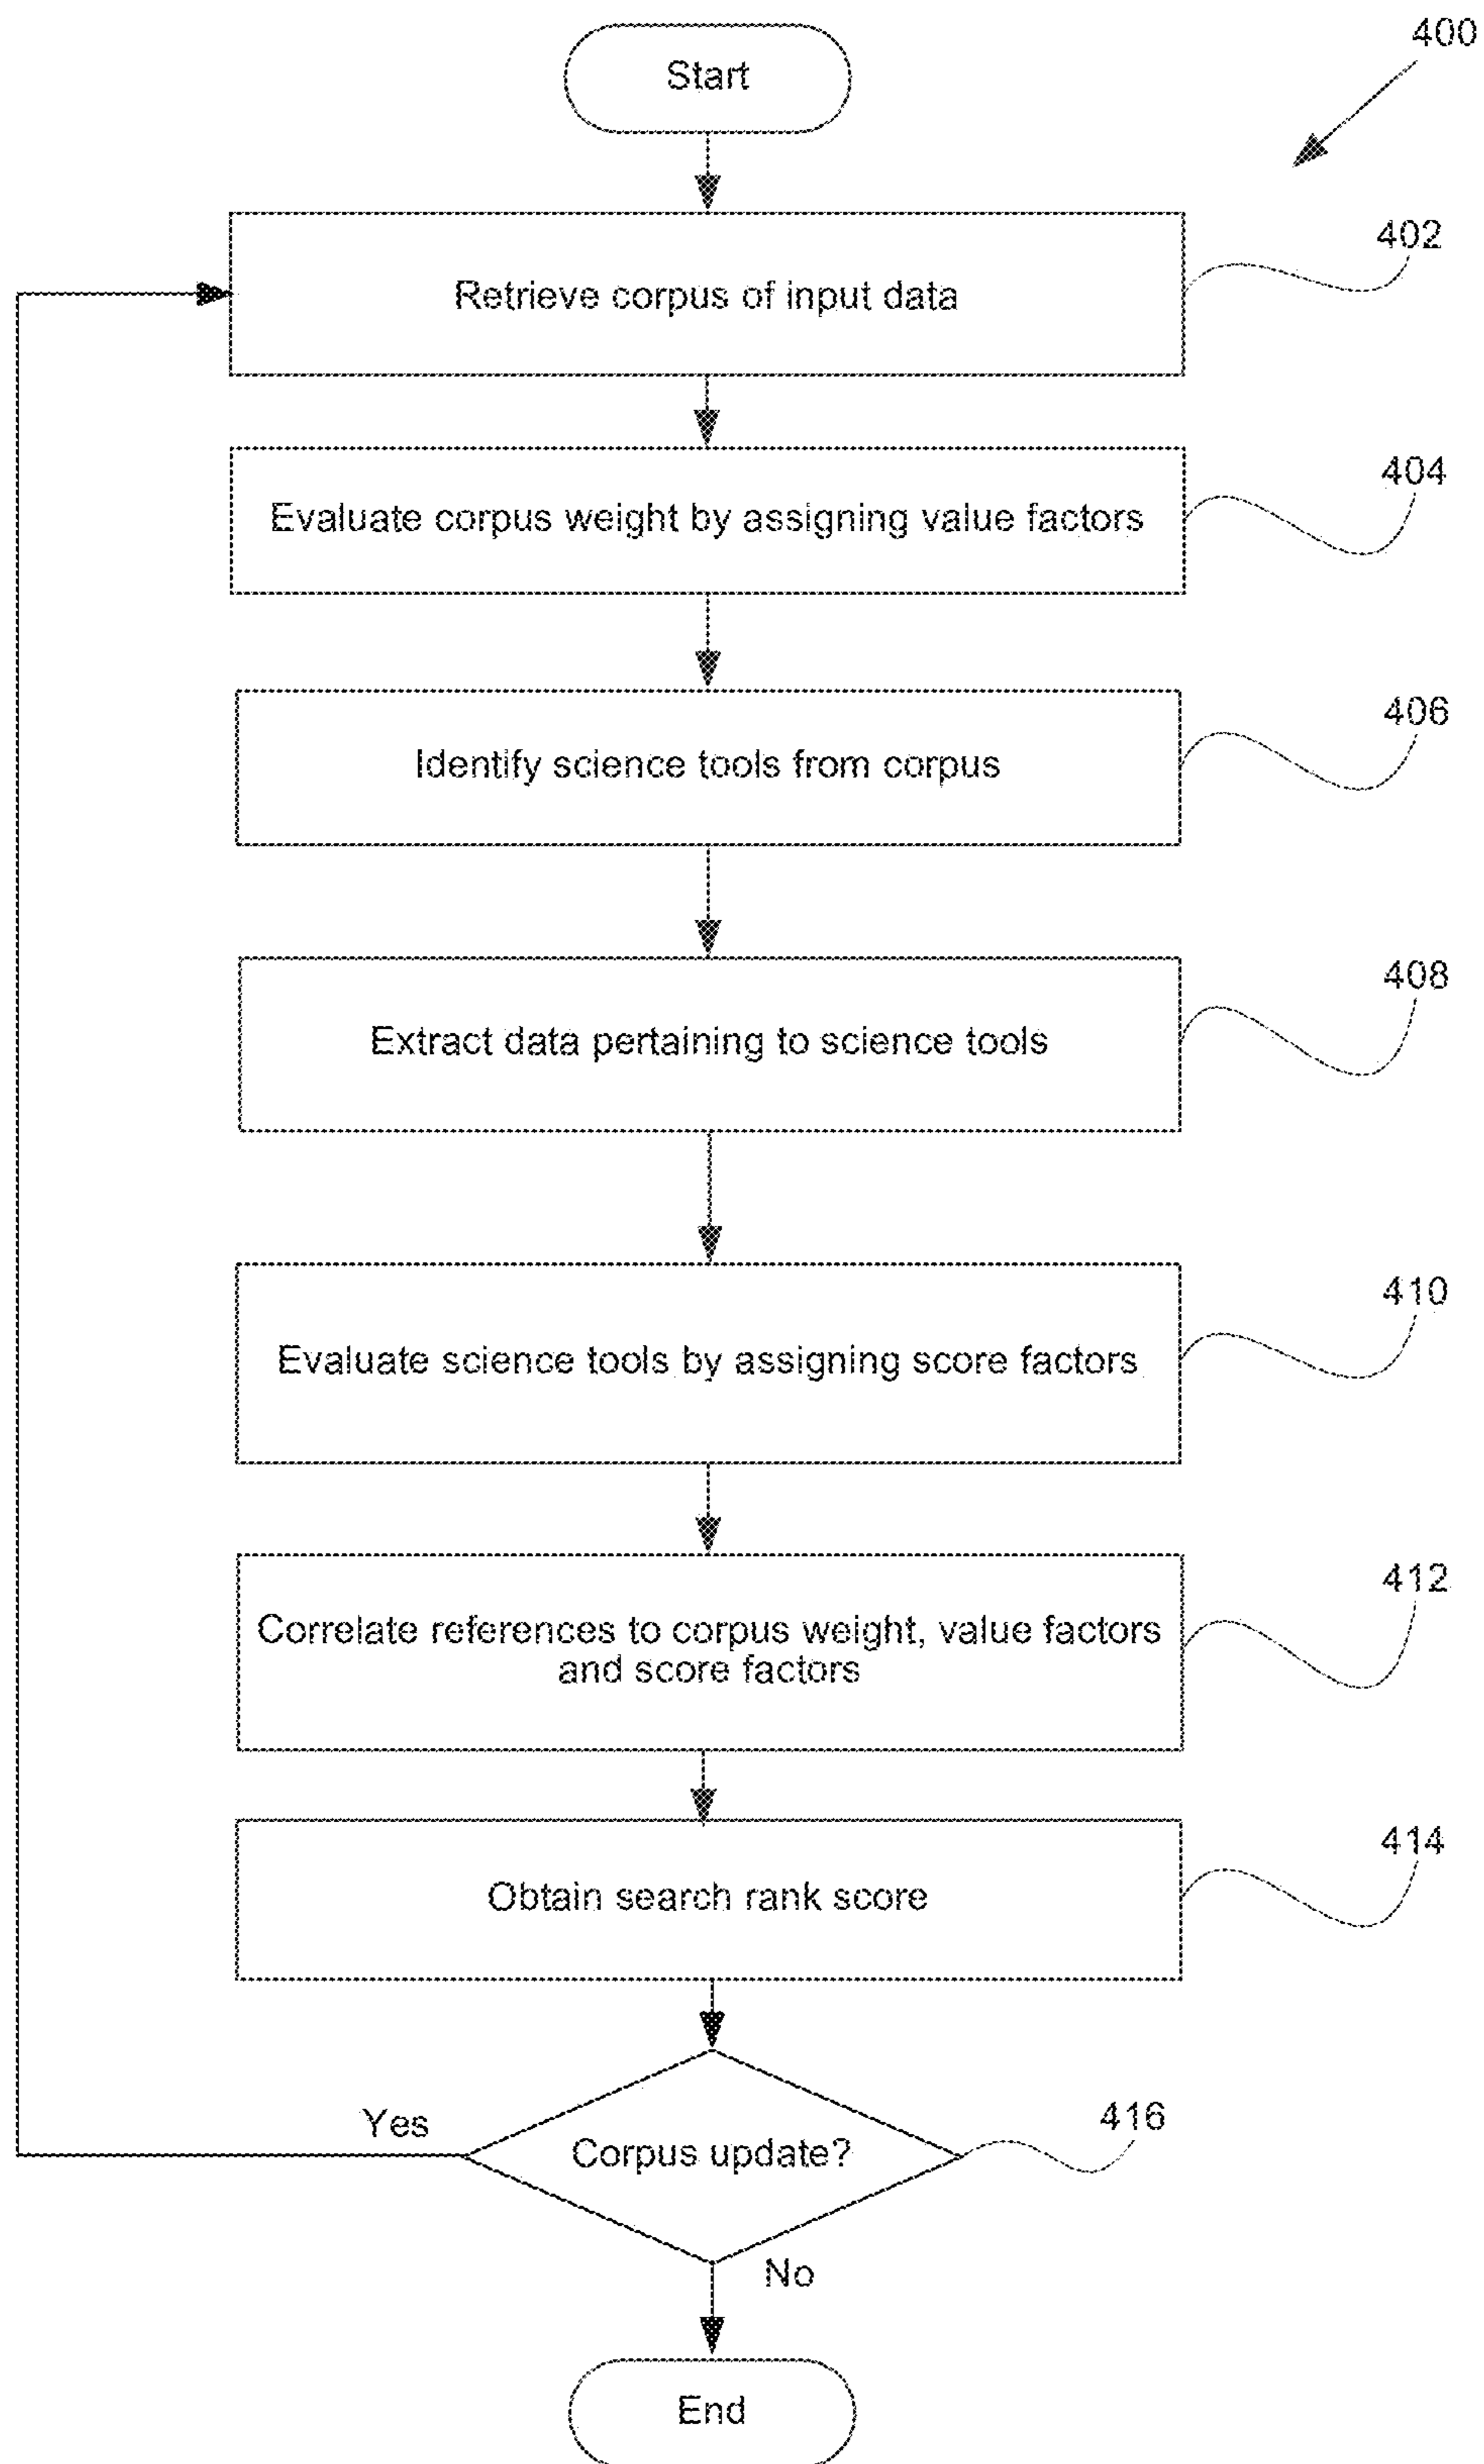 400
Start
402
Retrieve corpus of input data
404
Evaluate corpus weight by assigning value factors
406
Identify science tools from corpus
408
Extract data pertaining to science tools
410
Evaluate science tools by assigning score factors
412
Correlate references to corpus weight, value factors
and score factors
414
Obtain search rank score
416
Yes
Corpus update?
No
End